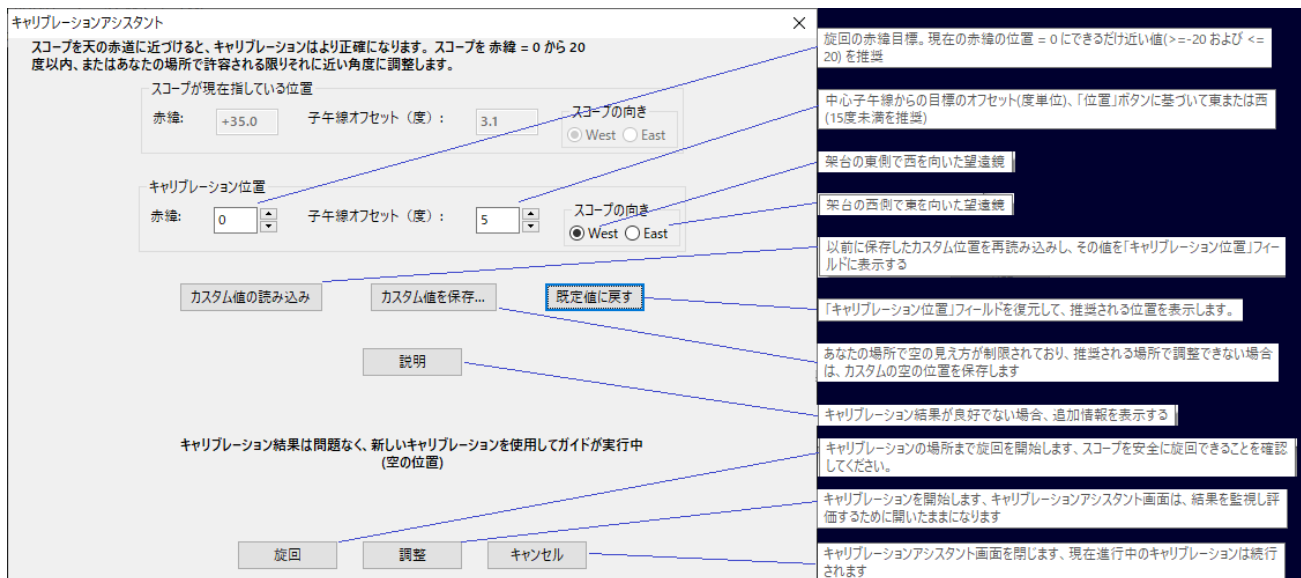 キャリブレーションアシスタント
スコープを天の赤道に近づけると、キャリブレーションはより正確になります。スコープを 赤緯 = 0 から 20
度以内、またはあなたの場所で許容される限りそれに近い角度に調整します。
スコープが現在指している位置
赤緯:
+35.0
子午線オフセット（度）:
3.1
スコープの向き
West
East
キャリブレーション位置
赤緯:
0
子午線オフセット（度）:
5
スコープの向き
West
East
カスタム値の読み込み
カスタム値を保存...
既定値に戻す
説明
キャリブレーション結果は問題なく、新しいキャリブレーションを使用してガイドが実行中
(空の位置)
旋回
調整
キャンセル
旋回の赤緯目標。現在の赤緯の位置 = 0 にできるだけ近い値(>=-20 および <=
20) を推奨
中心子午線からの目標のオフセット(度単位)、「位置」ボタンに基づいて東または西
(15度未満を推奨)
架台の東側で西を向いた望遠鏡
架台の西側で東を向いた望遠鏡
以前に保存したカスタム位置を再読み込みし、その値を「キャリブレーション位置」フィー
ルドに表示する
「キャリブレーション位置」フィールドを復元して、推奨される位置を表示します。
あなたの場所で空の見え方が制限されており、推奨される場所で調整できない場合
は、カスタムの空の位置を保存します
キャリブレーション結果が良好でない場合、追加情報を表示する
キャリブレーションの場所まで旋回を開始します、スコープを安全に旋回できることを確認
してください。
キャリブレーションを開始します、キャリブレーションアシスタント画面は、結果を監視し評
価するために開いたままになります
キャリブレーションアシスタント画面を閉じます、現在進行中のキャリブレーションは続行
されます